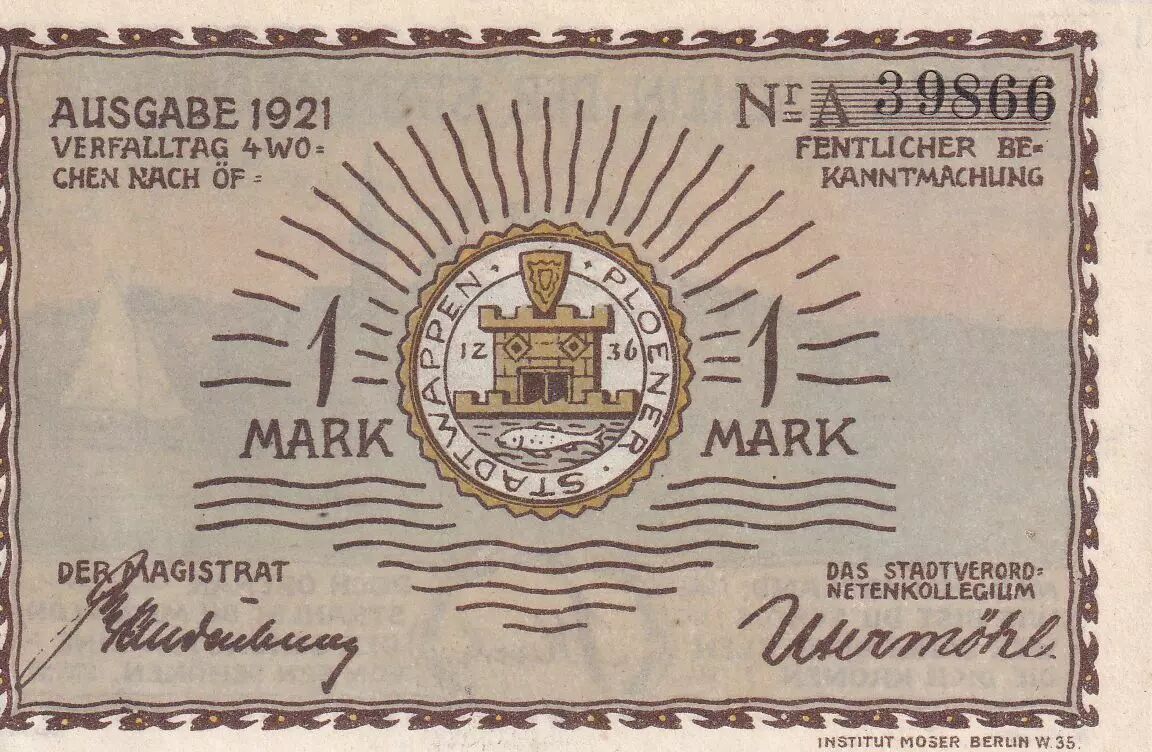 AUSGABE 1921
VERFALLTAG 4 WO=
CHEN NACH ÖF=
Nr A 39866
FENTLICHER BE=
KANNTMACHUNG
PLOENER · STADTWAPPEN
12 36
1
MARK
1
MARK
DER MAGISTRAT
DAS STADTVERORD=
NETENKOLLEGIUM
Utermöhl.
INSTITUT MOSER BERLIN W. 35.